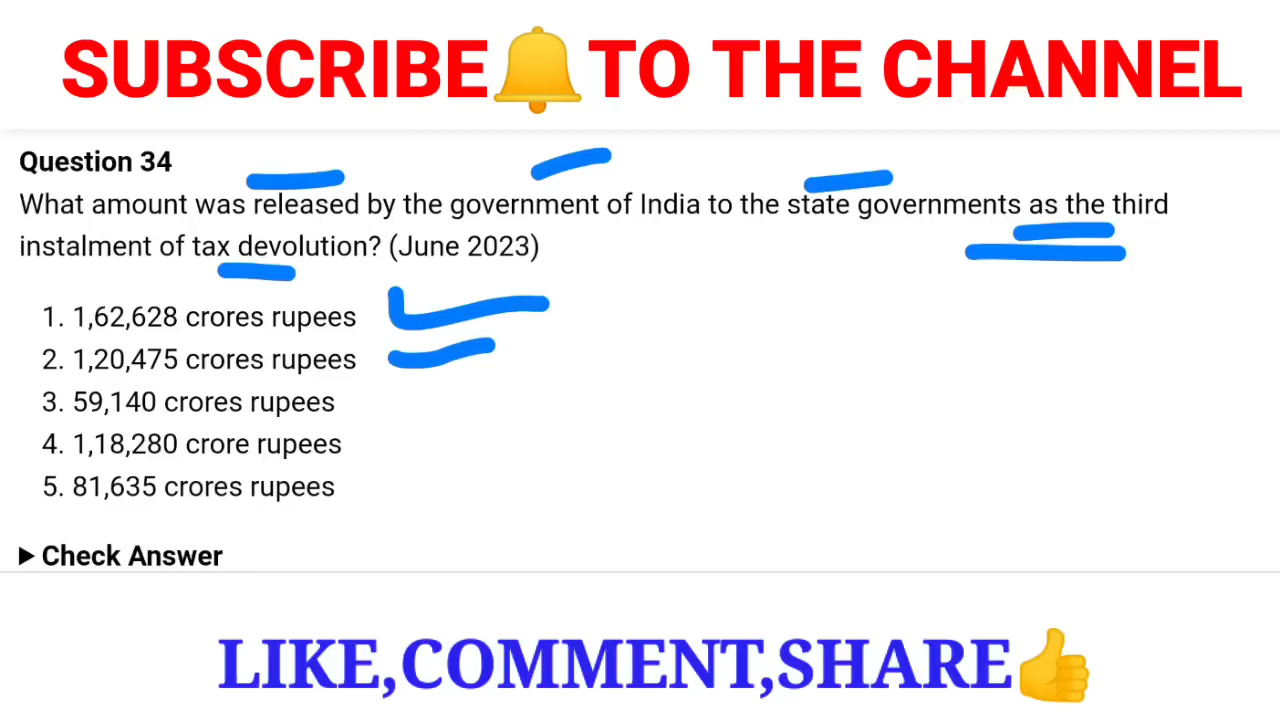 SUBSCRIBE🔔TO THE CHANNEL
Question 34
What amount was released by the government of India to the state governments as the third
instalment of tax devolution? (June 2023)
1. 1,62,628 crores rupees
2. 1,20,475 crores rupees
3. 59,140 crores rupees
4. 1,18,280 crore rupees
5. 81,635 crores rupees
▶ Check Answer
LIKE,COMMENT,SHARE👍